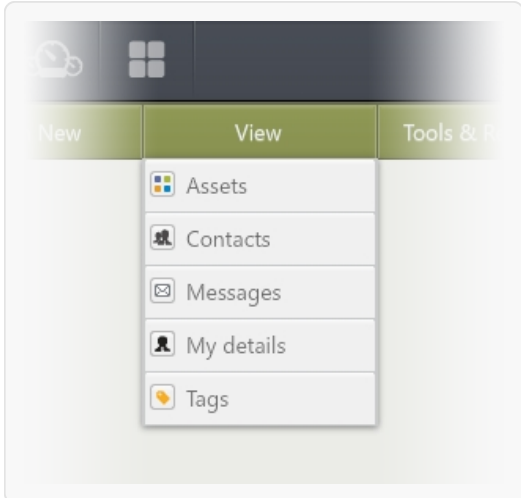 New
View
Tools & R
Assets
Contacts
Messages
My details
Tags